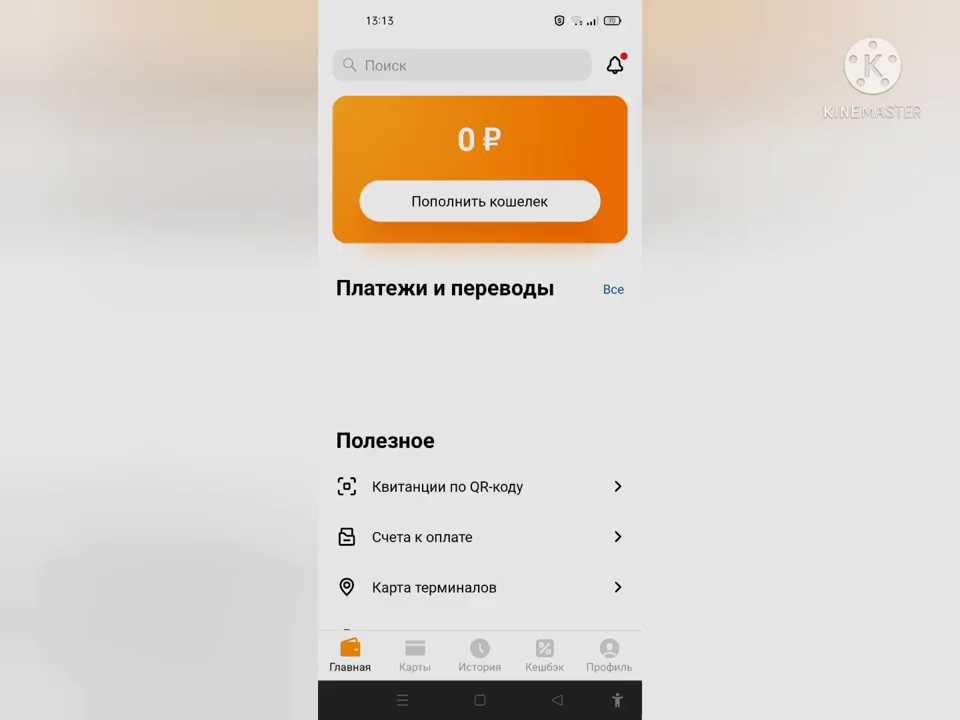 13:13
70
Поиск
KINEMASTER
0 ₽
Пополнить кошелек
Платежи и переводы
Все
Полезное
Квитанции по QR-коду
Счета к оплате
Карта терминалов
Главная
Карты
История
Кешбэк
Профиль